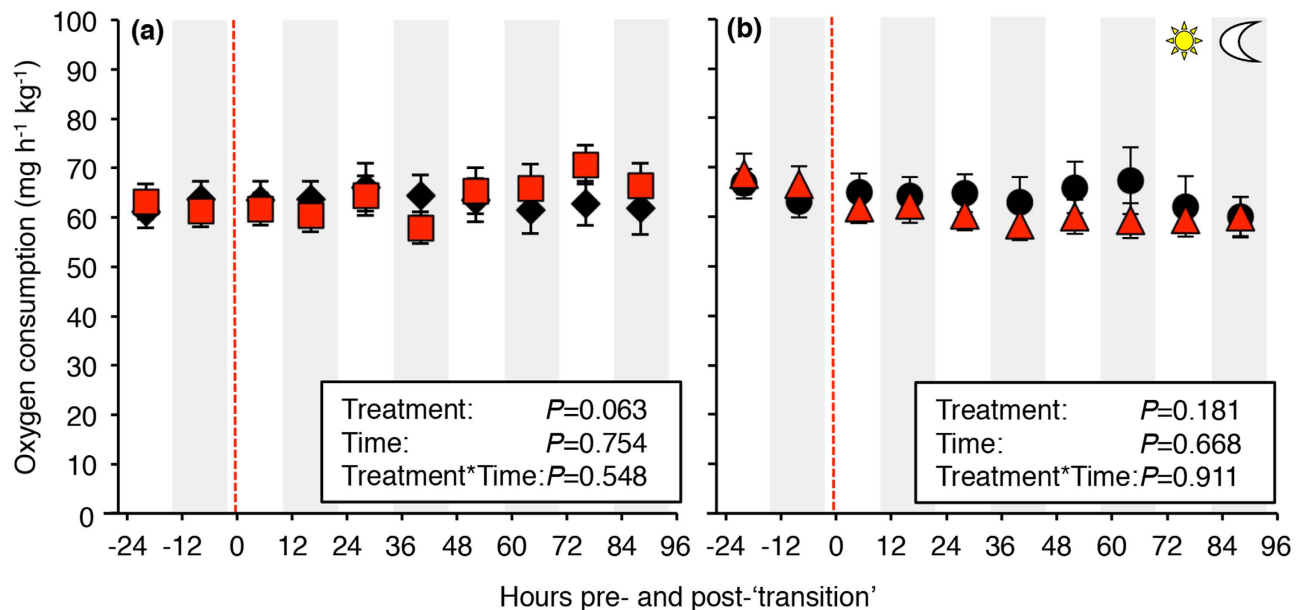 Oxygen consumption (mg h⁻¹ kg⁻¹)
100
90
80
70
60
50
40
30
20
10
0
(a)
Treatment: P=0.063
Time: P=0.754
Treatment*Time: P=0.548
-24 -12 0 12 24 36 48 60 72 84 96
(b)
Treatment: P=0.181
Time: P=0.668
Treatment*Time: P=0.911
-24 -12 0 12 24 36 48 60 72 84 96
Hours pre- and post-‘transition’